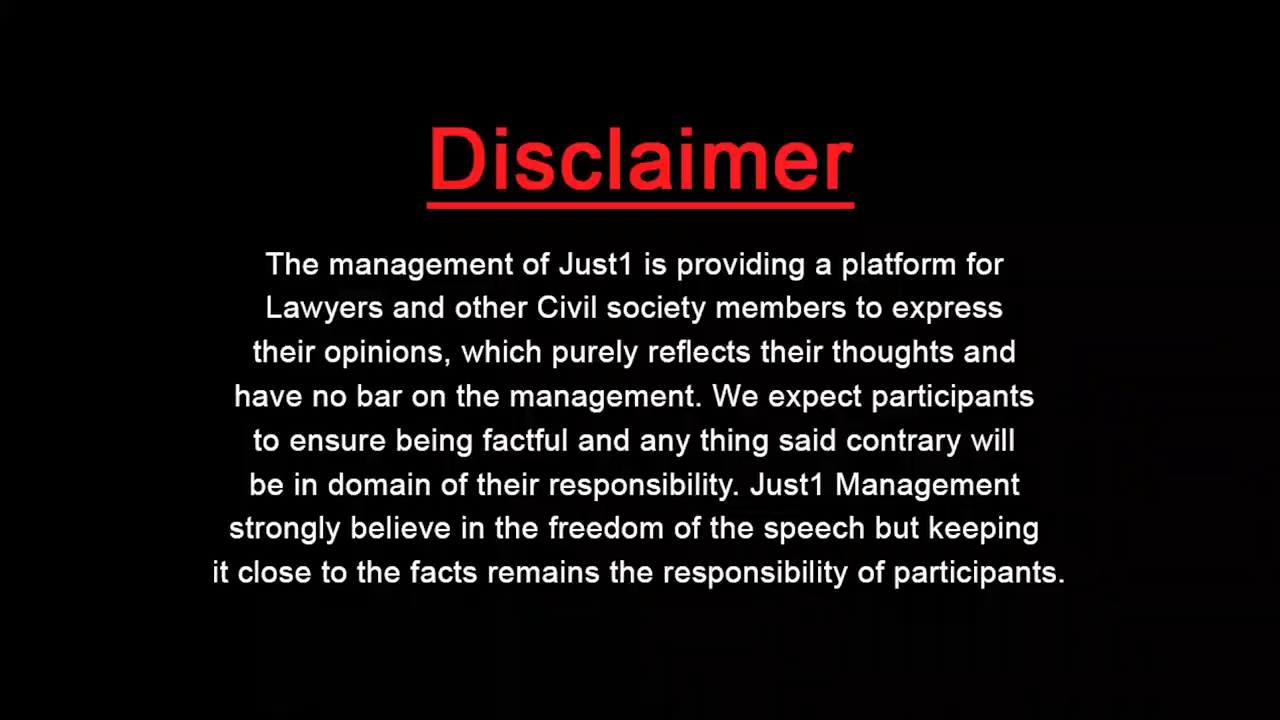 Disclaimer
The management of Just1 is providing a platform for
Lawyers and other Civil society members to express
their opinions, which purely reflects their thoughts and
have no bar on the management. We expect participants
to ensure being factful and any thing said contrary will
be in domain of their responsibility. Just1 Management
strongly believe in the freedom of the speech but keeping
it close to the facts remains the responsibility of participants.